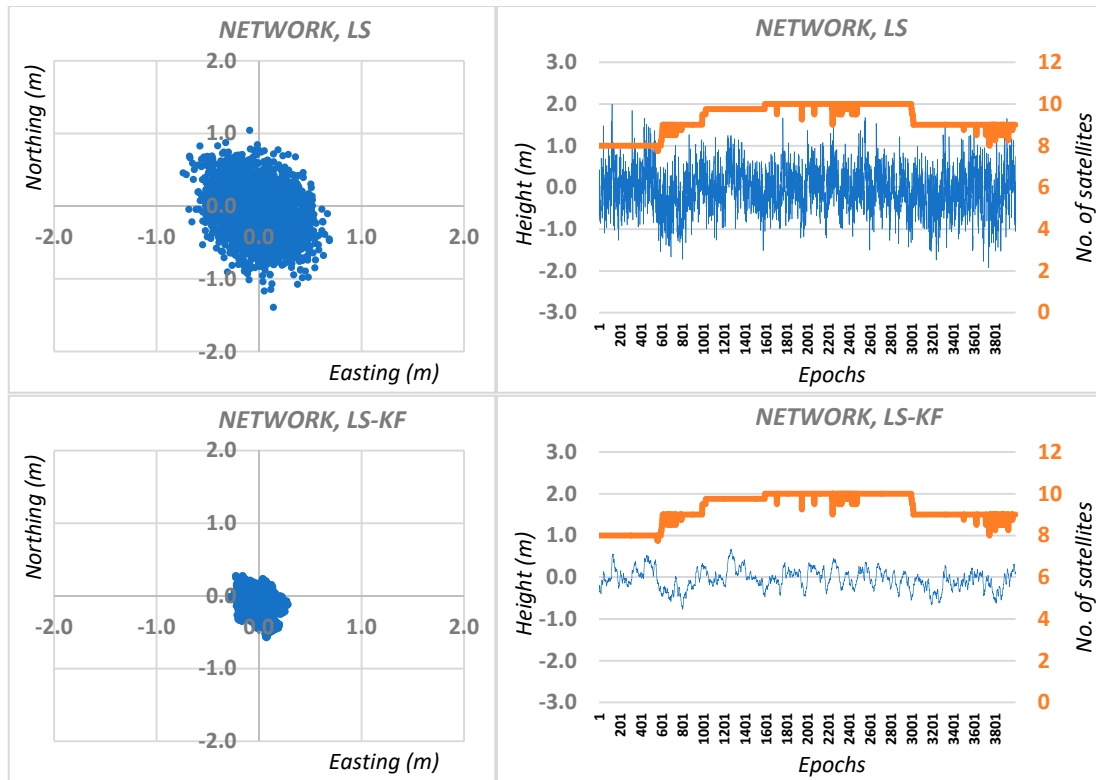 NETWORK, LS
Northing (m)
2.0
1.0
0.0
-2.0 -1.0 0.0 1.0 2.0
-1.0
-2.0
Easting (m)
NETWORK, LS
Height (m)
3.0 12
2.0 10
1.0 8
0.0 6
-1.0 4
-2.0 2
-3.0 0
No. of satellites
1 201 401 601 801 1001 1201 1401 1601 1801 2001 2201 2401 2601 2801 3001 3201 3401 3601 3801
Epochs
NETWORK, LS-KF
Northing (m)
2.0
1.0
0.0
-2.0 -1.0 0.0 1.0 2.0
-1.0
-2.0
Easting (m)
NETWORK, LS-KF
Height (m)
3.0 12
2.0 10
1.0 8
0.0 6
-1.0 4
-2.0 2
-3.0 0
No. of satellites
1 201 401 601 801 1001 1201 1401 1601 1801 2001 2201 2401 2601 2801 3001 3201 3401 3601 3801
Epochs